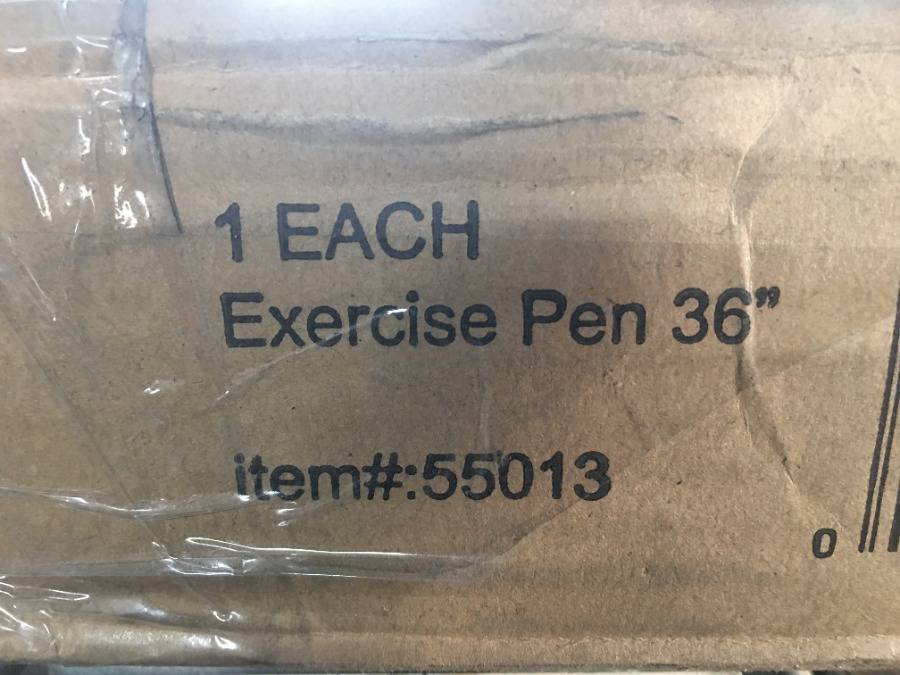 1 EACH
Exercise Pen 36”
item#:55013
0